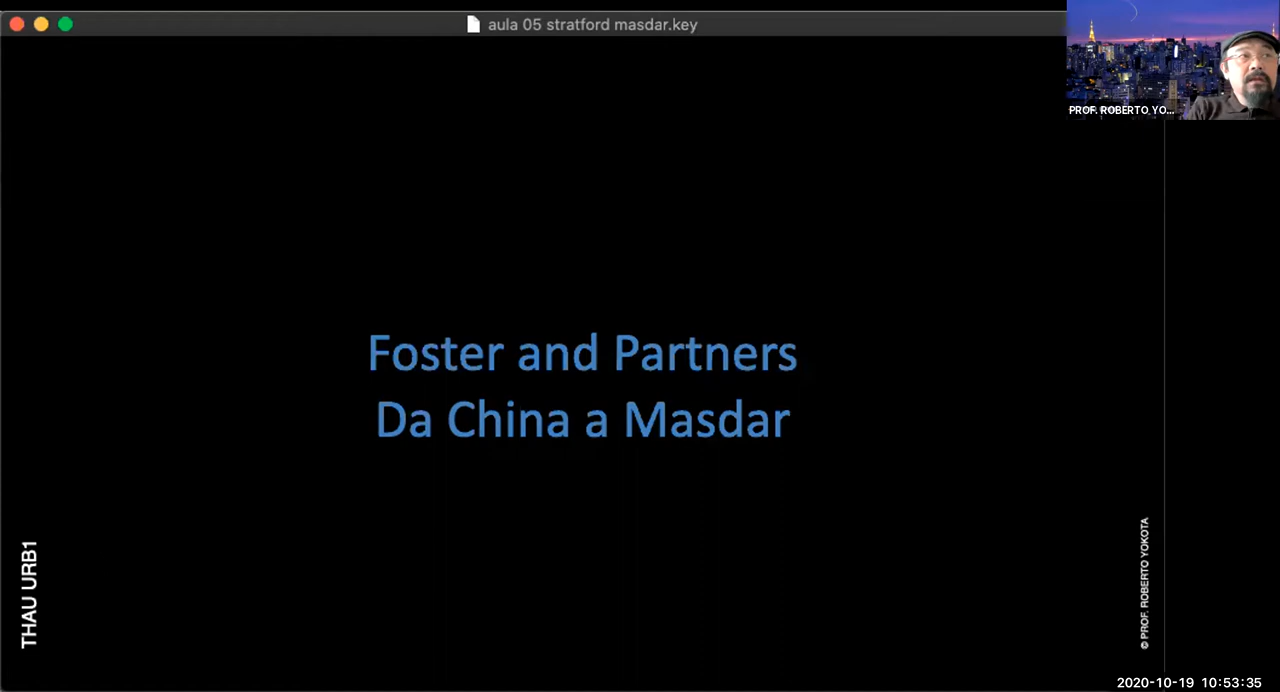 aula 05 stratford masdar.key
PROF. ROBERTO YO...
Foster and Partners
Da China a Masdar
THAU URB1
© PROF. ROBERTO YOKOTA
2020-10-19 10:53:35